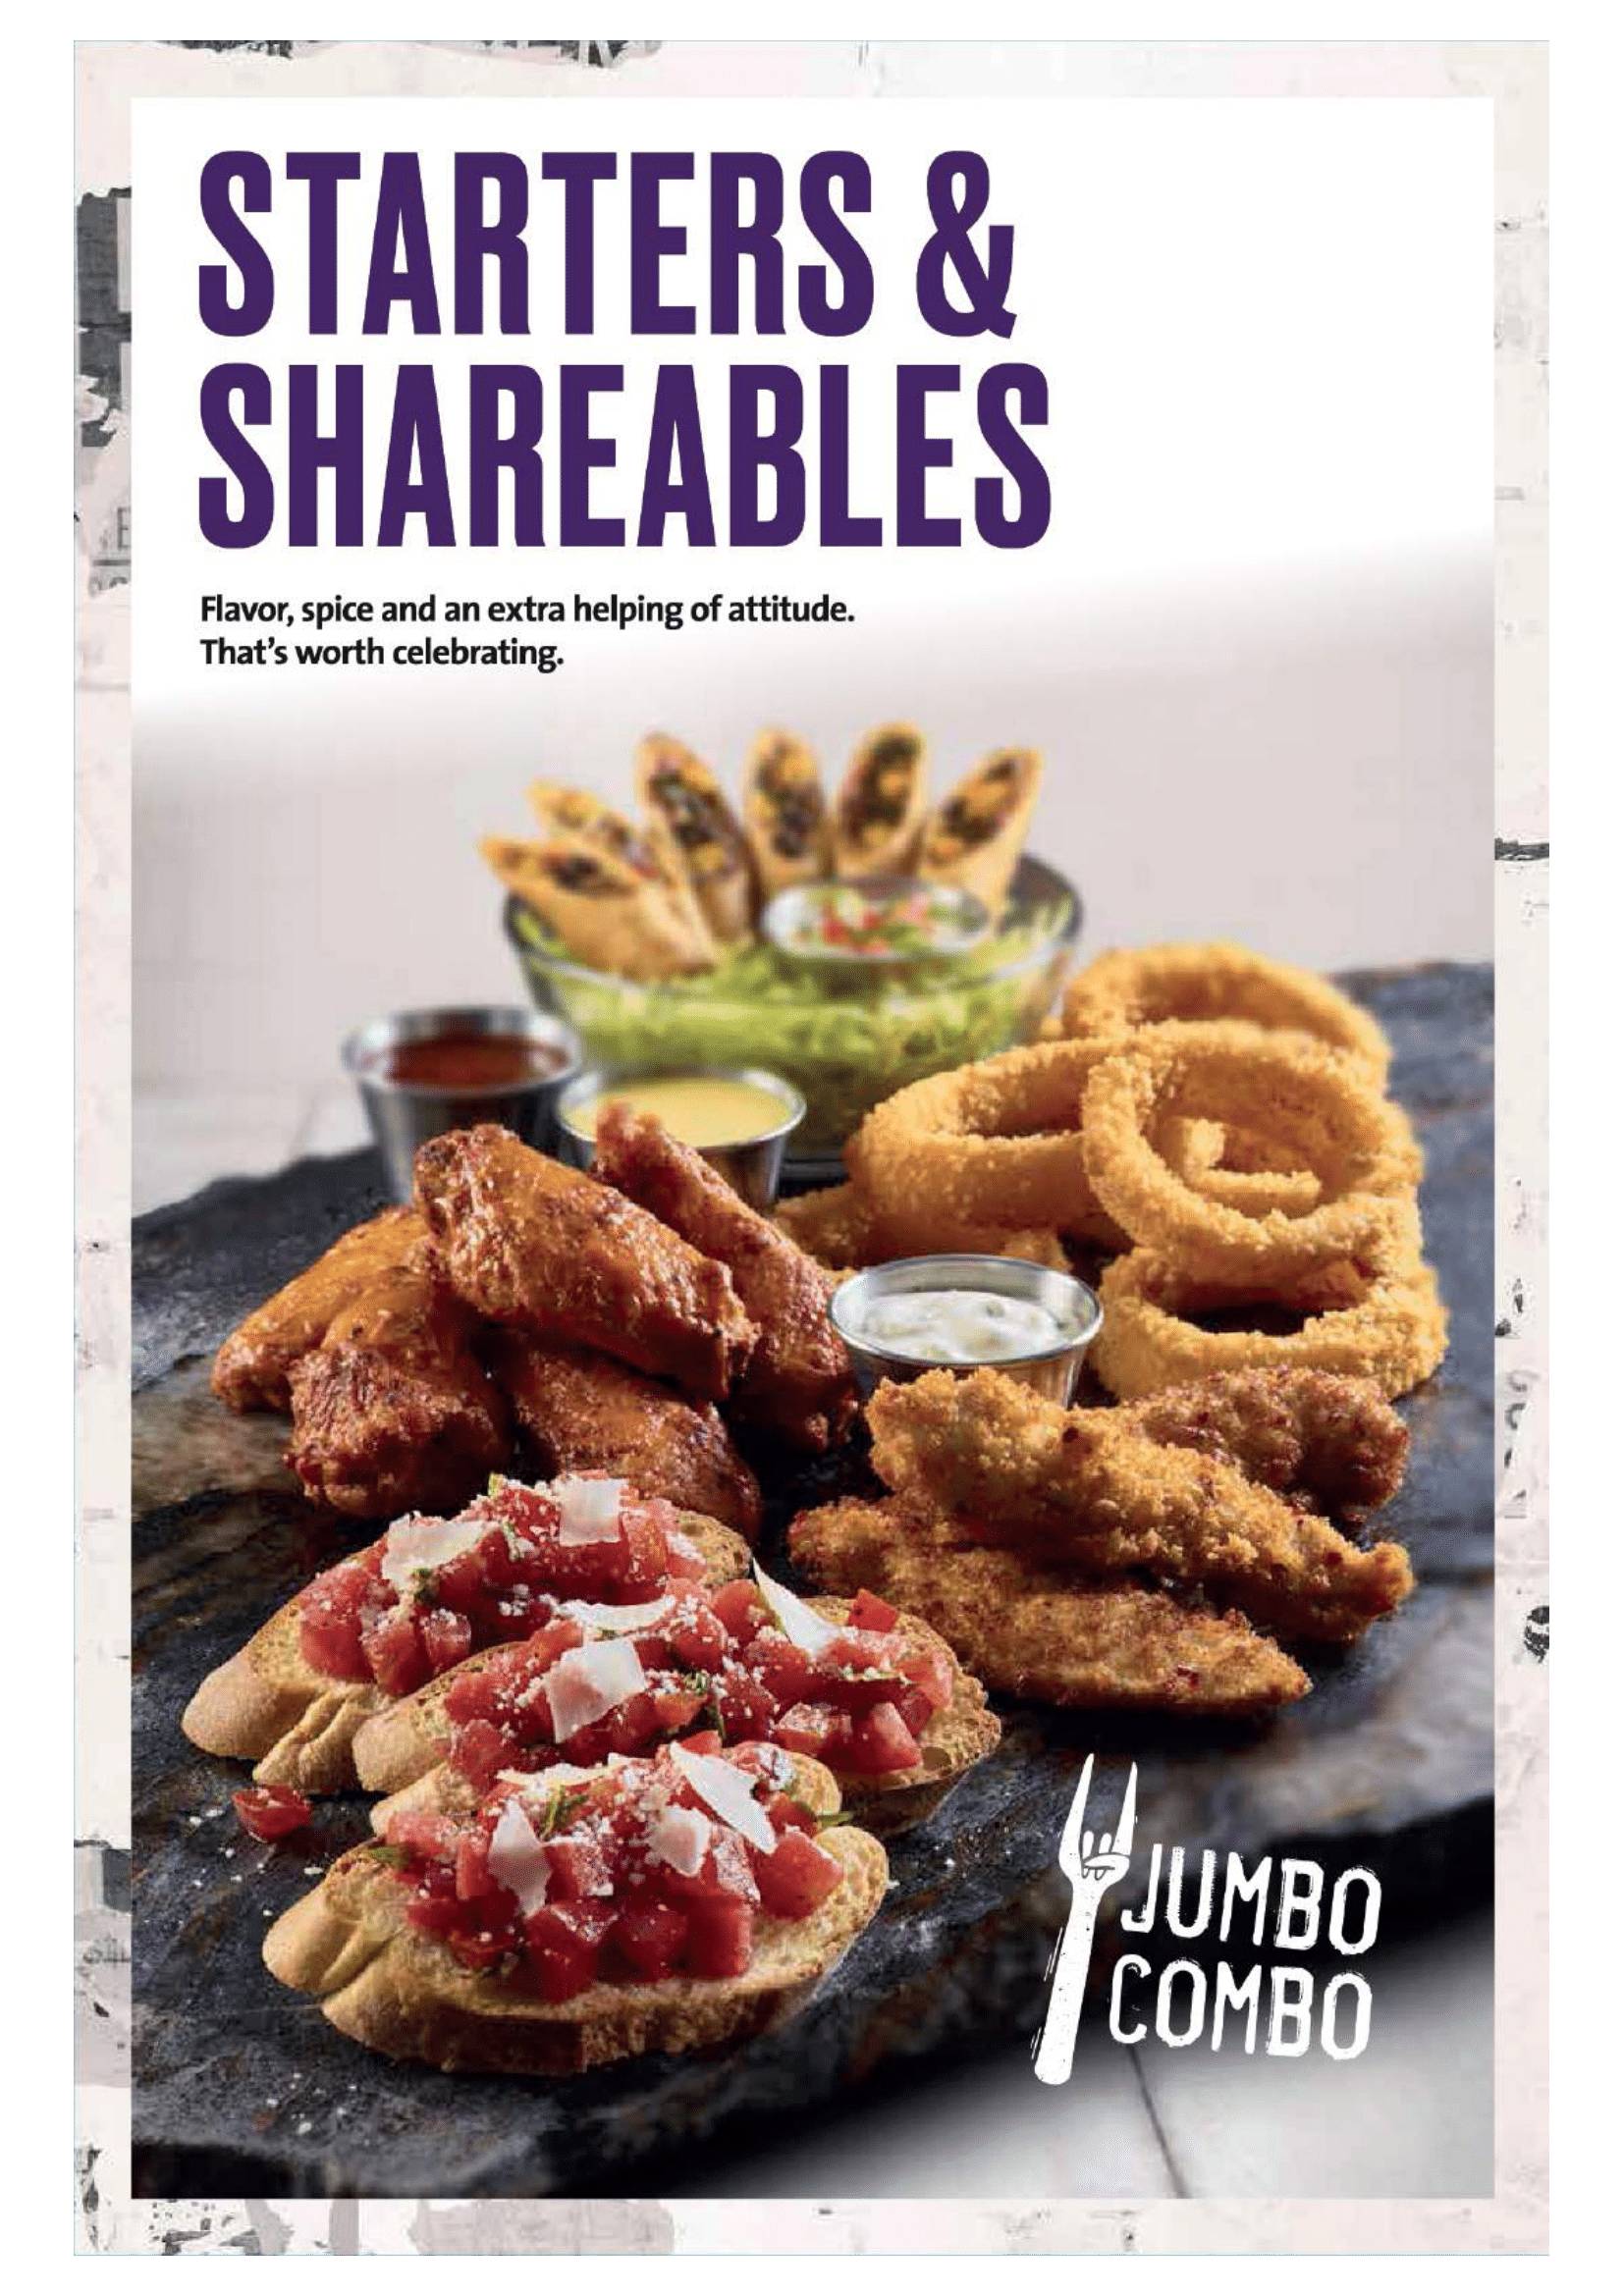 STARTERS &
SHAREABLES
Flavor, spice and an extra helping of attitude.
That's worth celebrating.
JUMBO
COMBO